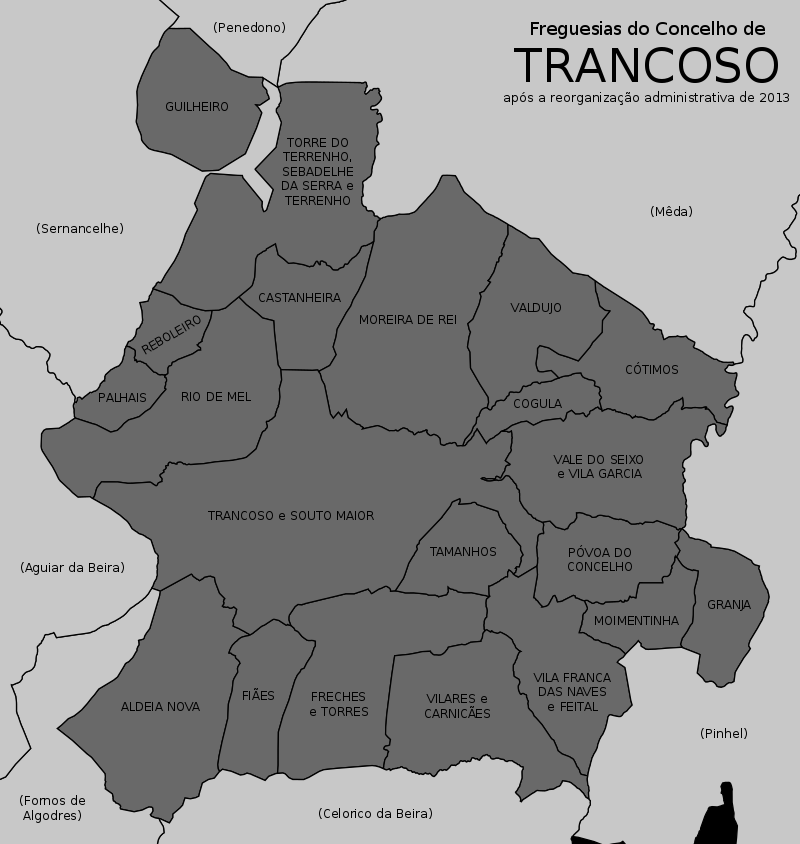 Freguesias do Concelho de
TRANCOSO
após a reorganização administrativa de 2013
(Penedono)
GUILHEIRO
TORRE DO
TERRENHO,
SEBADELHE
DA SERRA e
TERRENHO
(Mêda)
(Sernancelhe)
CASTANHEIRA
MOREIRA DE REI
VALDUJO
REBOLEIRO
CÓTIMOS
PALHAIS
RIO DE MEL
COGULA
VALE DO SEIXO
e VILA GARCIA
TRANCOSO e SOUTO MAIOR
TAMANHOS
PÓVOA DO
CONCELHO
(Aguiar da Beira)
GRANJA
MOIMENTINHA
ALDEIA NOVA
FIÃES
FRECHES
e TORRES
VILARES e
CARNICÃES
VILA FRANCA
DAS NAVES
e FEITAL
(Pinhel)
(Fornos de
Algodres)
(Celorico da Beira)